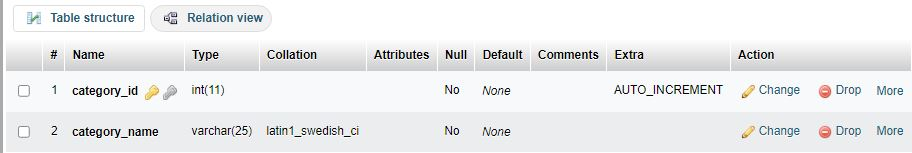 Table structure Relation view
# Name Type Collation Attributes Null Default Comments Extra Action
1 category_id int(11) No None AUTO_INCREMENT Change Drop More
2 category_name varchar(25) latin1_swedish_ci No None Change Drop More